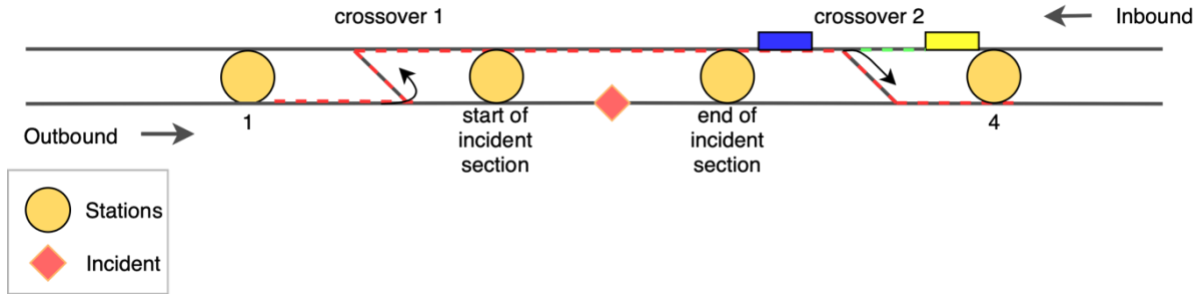 crossover 1
crossover 2
Inbound
1
start of
incident
section
end of
incident
section
4
Outbound
Stations
Incident